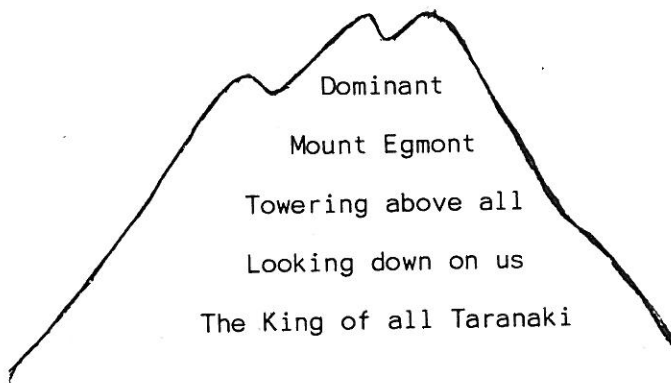 Dominant
Mount Egmont
Towering above all
Looking down on us
The King of all Taranaki